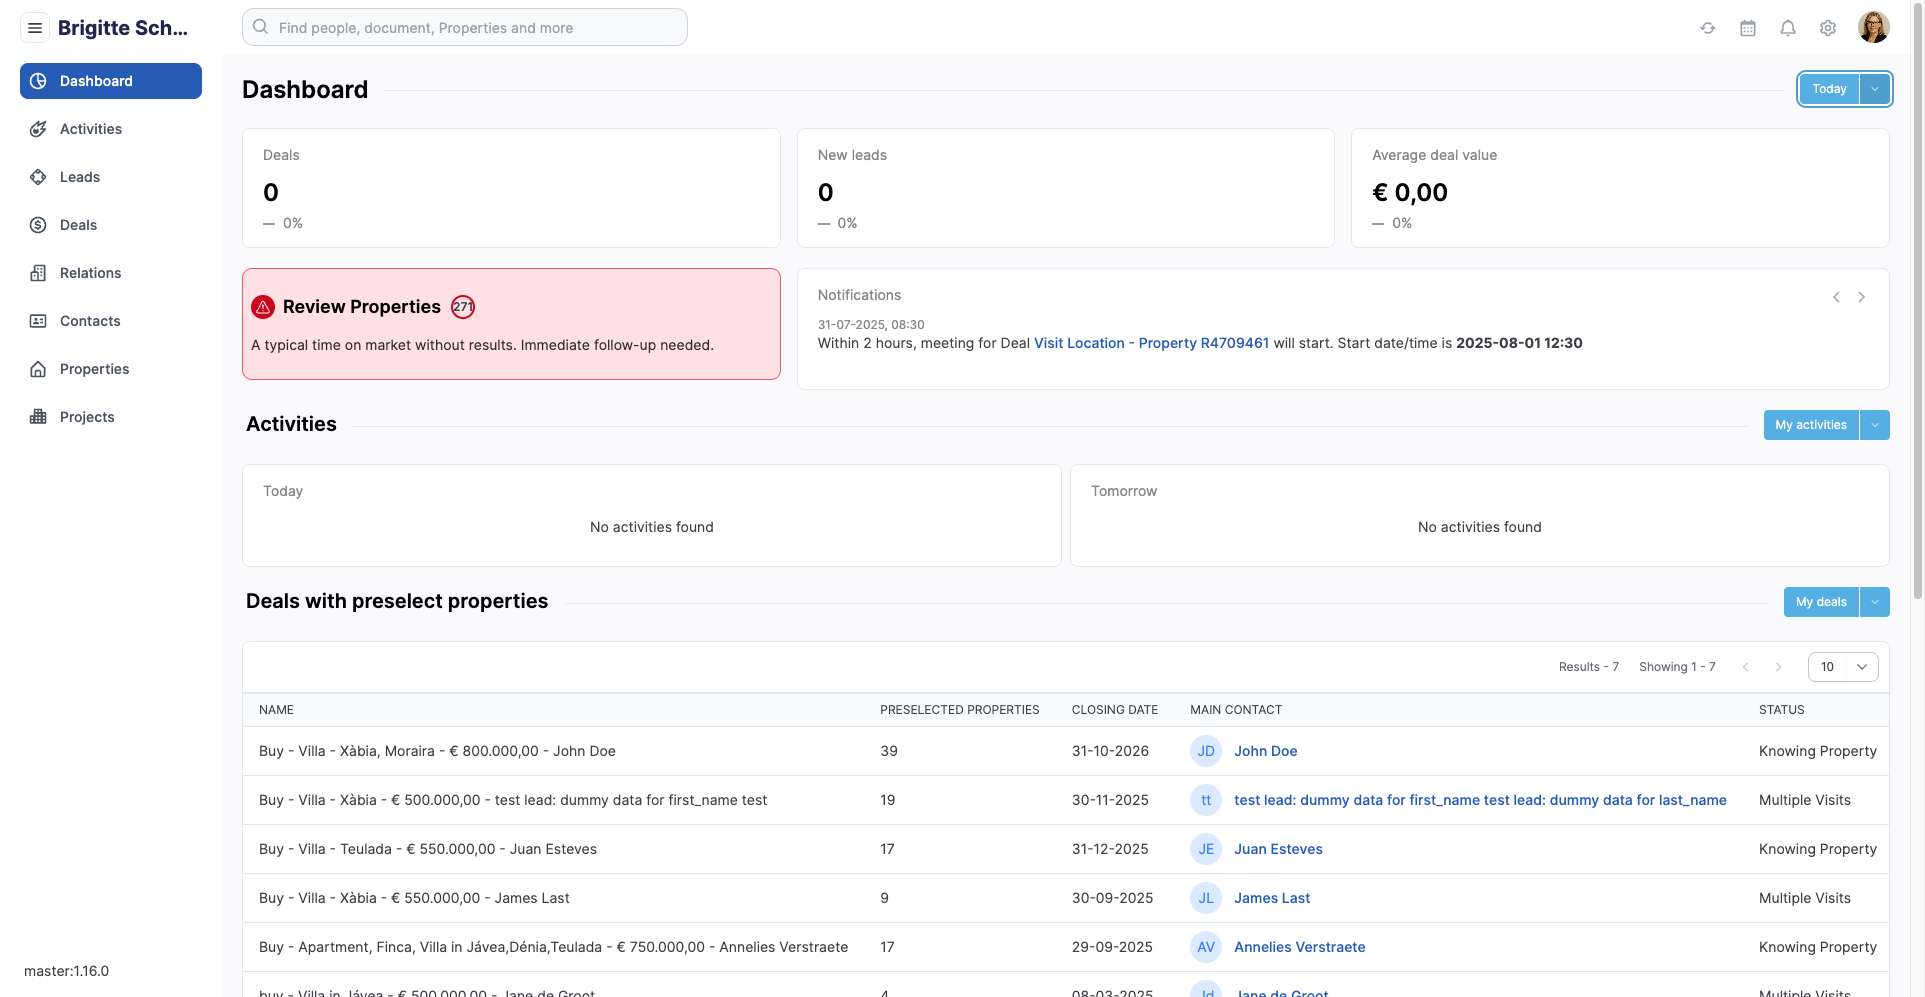 Brigitte Sch...
Find people, document, Properties and more
Dashboard
Activities
Leads
Deals
Relations
Contacts
Properties
Projects
master:1.16.0
Dashboard
Today
Deals
0
— 0%
New leads
0
— 0%
Average deal value
€ 0,00
— 0%
Review Properties 271
A typical time on market without results. Immediate follow-up needed.
Notifications
31-07-2025, 08:30
Within 2 hours, meeting for Deal Visit Location - Property R4709461 will start. Start date/time is 2025-08-01 12:30
Activities
My activities
Today
No activities found
Tomorrow
No activities found
Deals with preselect properties
My deals
Results - 7 Showing 1 - 7 10
NAME PRESELECTED PROPERTIES CLOSING DATE MAIN CONTACT STATUS
Buy - Villa - Xàbia, Moraira - € 800.000,00 - John Doe 39 31-10-2026 JD John Doe Knowing Property
Buy - Villa - Xàbia - € 500.000,00 - test lead: dummy data for first_name test 19 30-11-2025 tt test lead: dummy data for first_name test lead: dummy data for last_name Multiple Visits
Buy - Villa - Teulada - € 550.000,00 - Juan Esteves 17 31-12-2025 JE Juan Esteves Knowing Property
Buy - Villa - Xàbia - € 550.000,00 - James Last 9 30-09-2025 JL James Last Multiple Visits
Buy - Apartment, Finca, Villa in Jávea,Dénia,Teulada - € 750.000,00 - Annelies Verstraete 17 29-09-2025 AV Annelies Verstraete Knowing Property
buy - Villa in Jávea - € 500.000,00 - Jane de Groot 4 08-03-2025 Jd Jane de Groot Multiple Visits